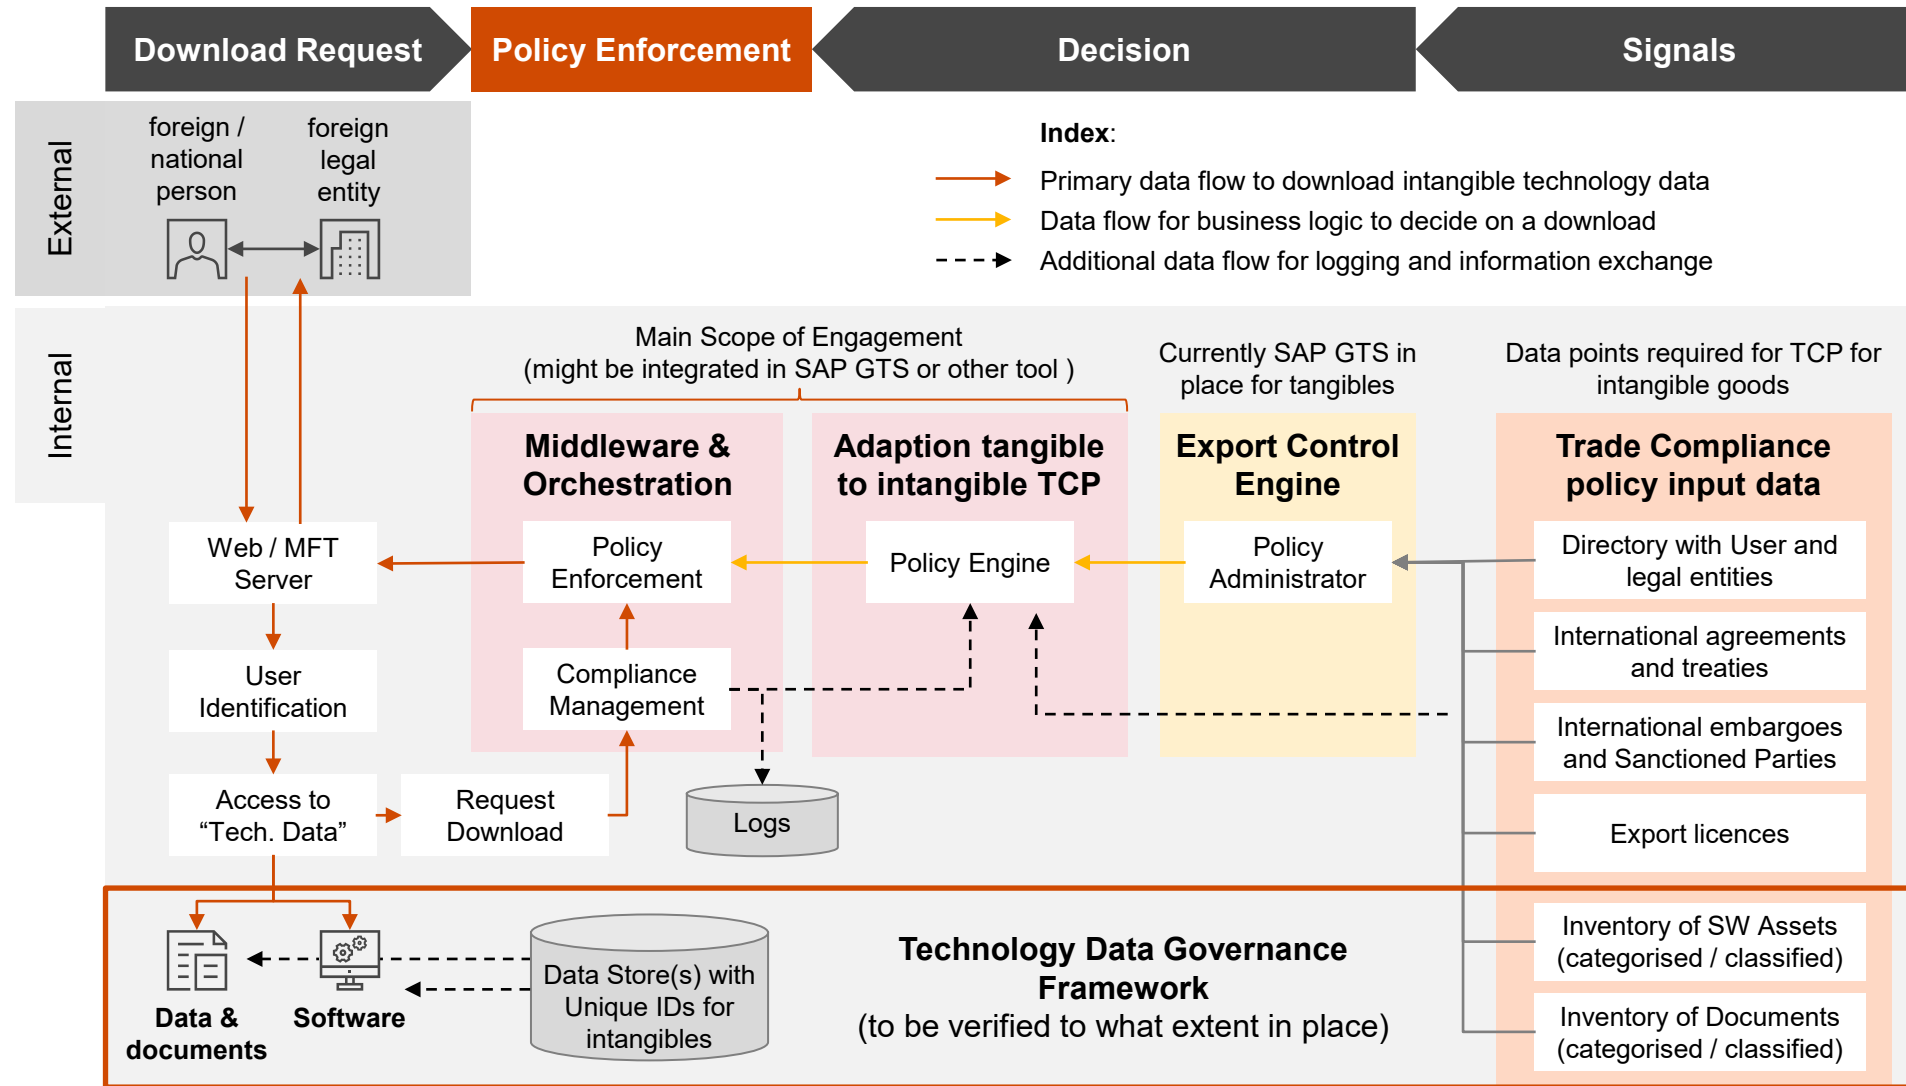 Download Request
Policy Enforcement
Decision
Signals
External
foreign /
national
person
foreign
legal
entity
Index:
Primary data flow to download intangible technology data
Data flow for business logic to decide on a download
Additional data flow for logging and information exchange
Internal
Main Scope of Engagement
(might be integrated in SAP GTS or other tool )
Currently SAP GTS in
place for tangibles
Data points required for TCP for
intangible goods
Middleware &
Orchestration
Adaption tangible
to intangible TCP
Export Control
Engine
Trade Compliance
policy input data
Web / MFT
Server
Policy
Enforcement
Policy Engine
Policy
Administrator
Directory with User and
legal entities
User
Identification
Compliance
Management
International agreements
and treaties
International embargoes
and Sanctioned Parties
Access to
“Tech. Data”
Request
Download
Logs
Export licences
Data &
documents
Software
Data Store(s) with
Unique IDs for
intangibles
Technology Data Governance
Framework
(to be verified to what extent in place)
Inventory of SW Assets
(categorised / classified)
Inventory of Documents
(categorised / classified)